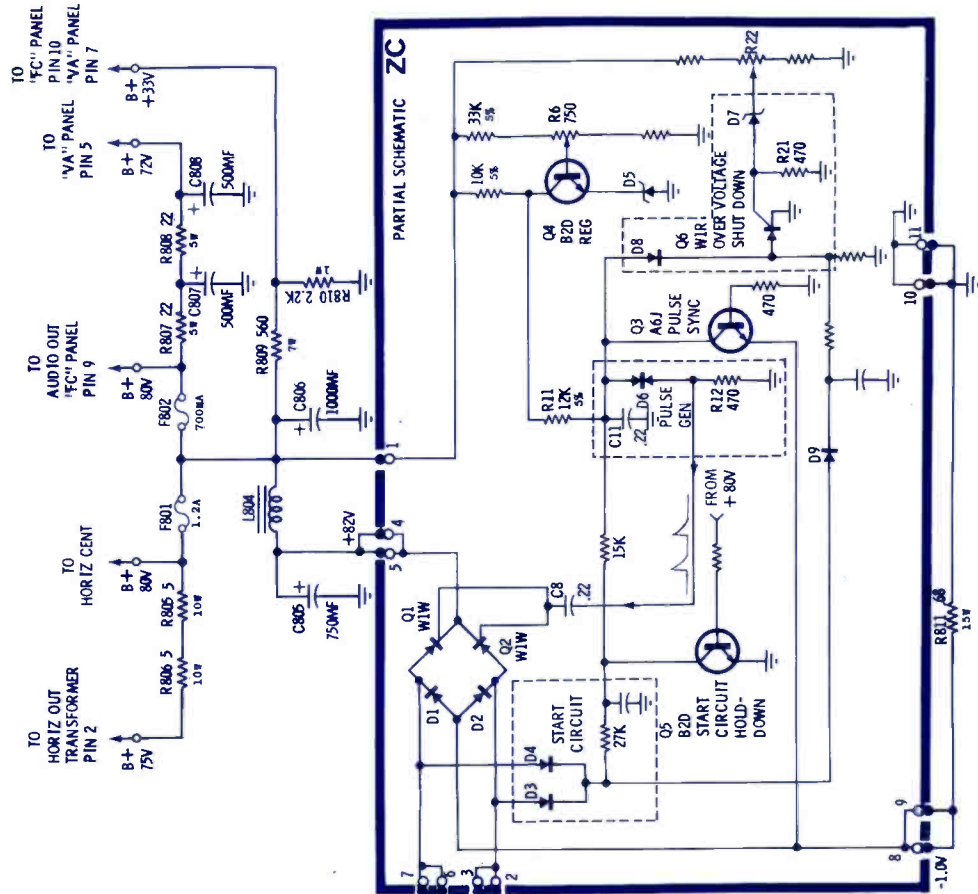 TO
HORIZ OUT
TRANSFORMER
PIN 2
B+
75V
TO
HORIZ CENT
B+
80V
TO
AUDIO OUT
"FC" PANEL
PIN 9
B+
80V
TO
"VA" PANEL
PIN 5
B+
72V
TO
"FC" PANEL
PIN 10
"VA" PANEL
PIN 7
B+
+33V
R806 5
10W
R805 5
10W
F801
1.2A
F802
700MA
R807 22
5W
R808 22
5W
C807
500MF
+
C808
500MF
+
C805
750MF
+
L804
C806
1000MF
+
R809 560
7W
R810 2.2K
1W
+82V
5
4
1
ZC
PARTIAL SCHEMATIC
7
6
3
2
Q1
W1W
Q2
W1W
D1
D2
C8
.22
D3
D4
START
CIRCUIT
27K
15K
Q5
B2D
START
CIRCUIT
HOLD-
DOWN
FROM
+80V
R11
12K
5%
C11
.22
D6
PULSE
GEN
R12
470
Q3
A6J
PULSE
SYNC
470
10K
5%
33K
5%
R6
750
Q4
B2D
REG
D5
D8
Q6
W1R
OVER VOLTAGE
SHUT DOWN
D7
R21
470
R22
D9
8
9
-1.0V
10
11
R811 .68
15W